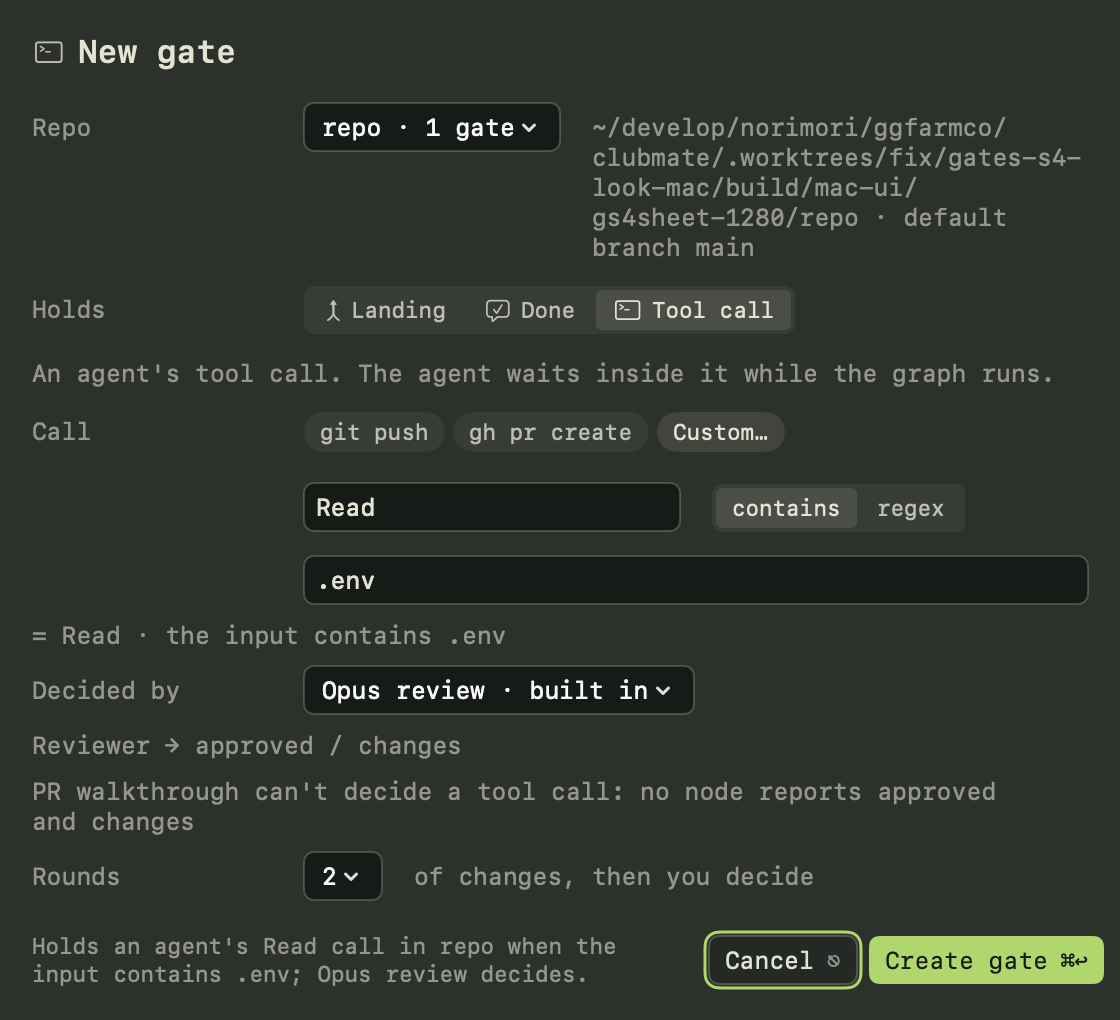 New gate
Repo
repo · 1 gate
~/develop/norimori/ggfarmco/
clubmate/.worktrees/fix/gates-s4-
look-mac/build/mac-ui/
gs4sheet-1280/repo · default
branch main
Holds
Landing
Done
Tool call
An agent's tool call. The agent waits inside it while the graph runs.
Call
git push
gh pr create
Custom…
Read
contains
regex
.env
= Read · the input contains .env
Decided by
Opus review · built in
Reviewer → approved / changes
PR walkthrough can't decide a tool call: no node reports approved
and changes
Rounds
2
of changes, then you decide
Holds an agent's Read call in repo when the
input contains .env; Opus review decides.
Cancel ⎋
Create gate ⌘↩